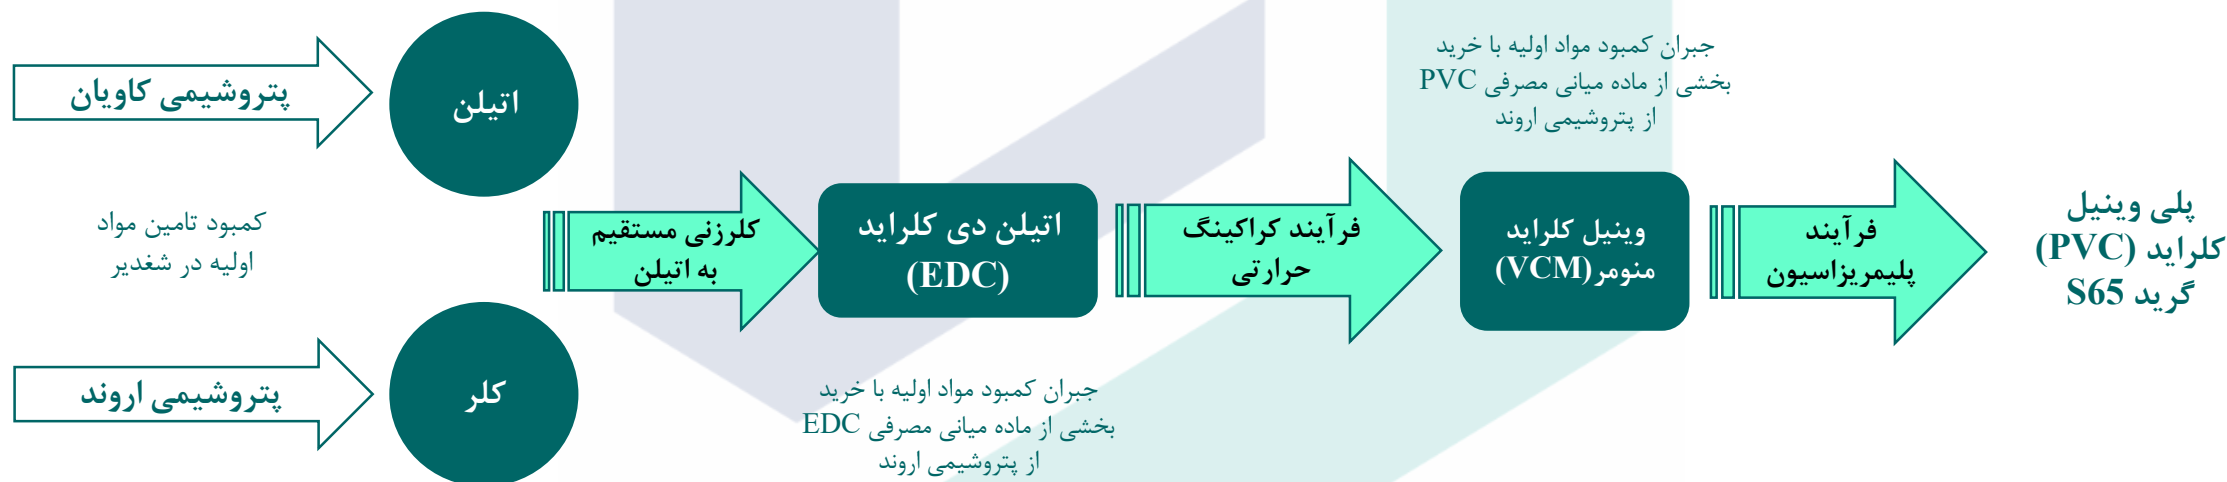 پتروشیمی کاویان
اتیلن
کمبود تامین مواد
اولیه در شغدیر
پتروشیمی اروند
کلر
کلرزنی مستقیم
به اتیلن
اتیلن دی کلراید
(EDC)
جبران کمبود مواد اولیه با خرید
بخشی از ماده میانی مصرفی EDC
از پتروشیمی اروند
فرآیند کراکینگ
حرارتی
جبران کمبود مواد اولیه با خرید
بخشی از ماده میانی مصرفی PVC
از پتروشیمی اروند
وینیل کلراید
منومر(VCM)
فرآیند
پلیمریزاسیون
پلی وینیل
کلراید (PVC)
گرید S65